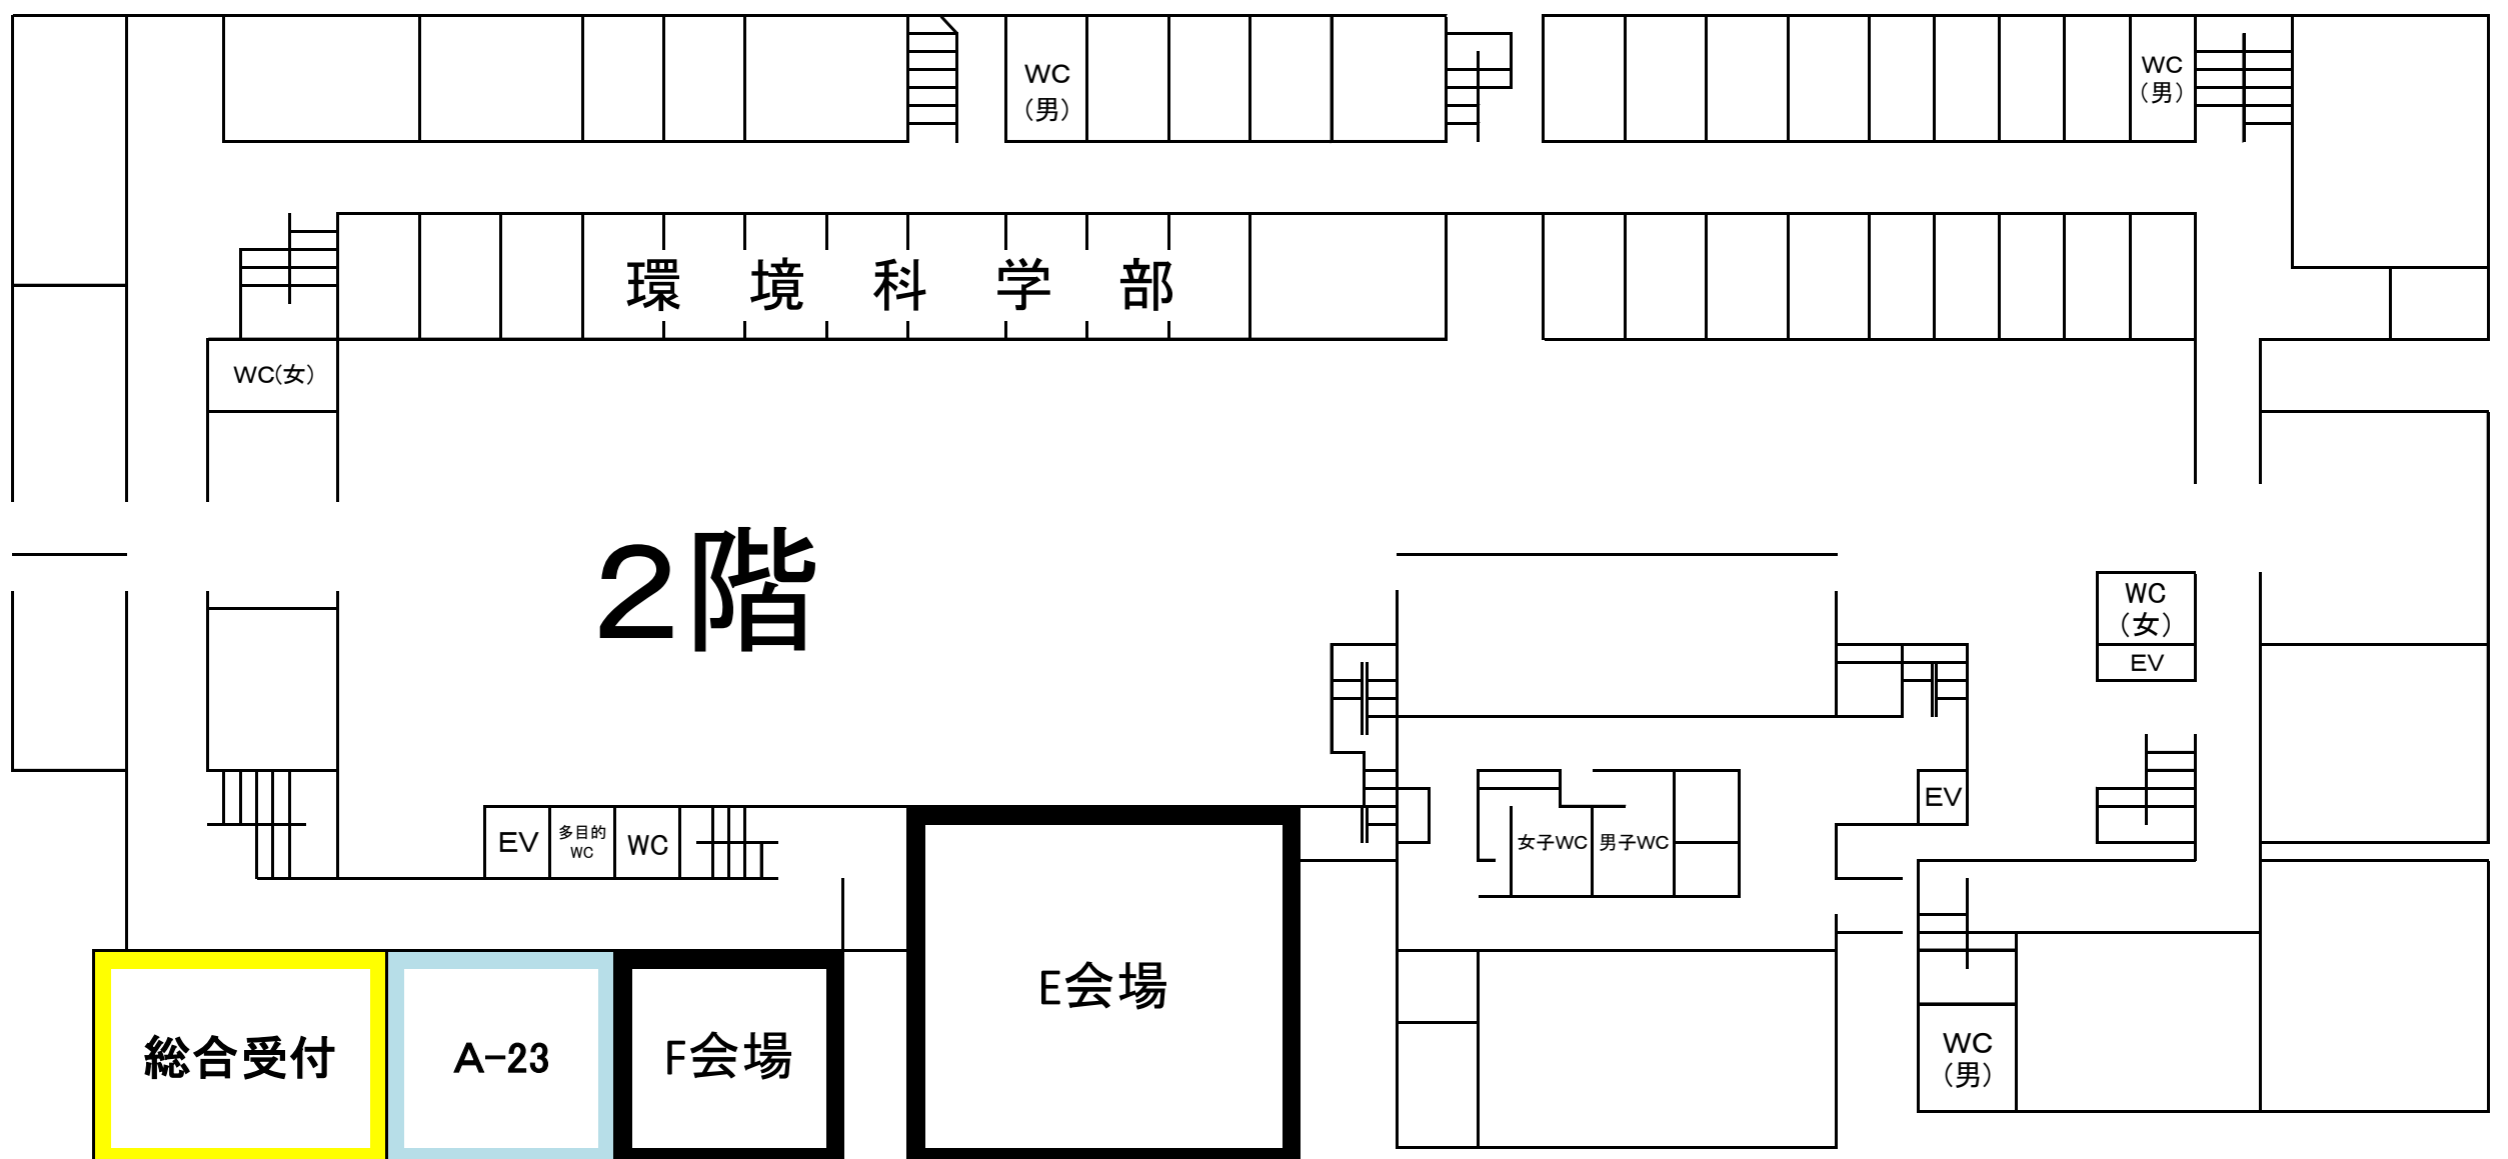 WC
（男）
WC
（男）
環境科学部
WC(女)
２階
WC
（女）
EV
EV
EV
多目的
WC
WC
女子WC
男子WC
E会場
総合受付
A-23
F会場
WC
（男）